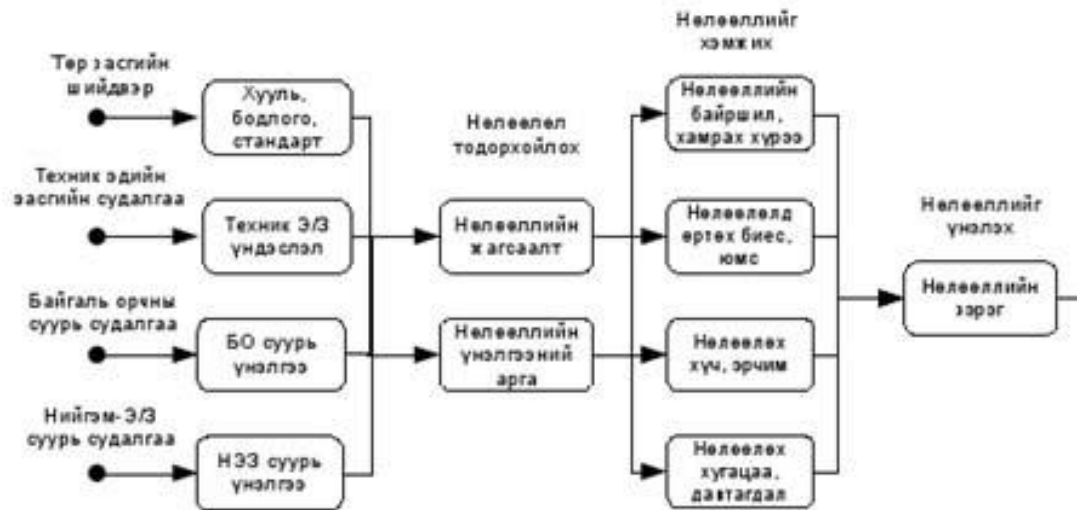 Төр засгийн
шийдвэр
Хууль,
бодлого,
стандарт
Техник эдийн
засгийн судалгаа
Техник Э/З
үндэслэл
Байгаль орчны
суурь судалгаа
БО суурь
үнэлгээ
Нийгэм-Э/З
суурь судалгаа
НЭЗ суурь
үнэлгээ
Нөлөөлөл
тодорхойлох
Нөлөөллийн
жагсаалт
Нөлөөллийн
үнэлгээний
арга
Нөлөөллийг
хэмжих
Нөлөөллийн
байршил,
хамрах хүрээ
Нөлөөлөлд
өртөх биес,
юмс
Нөлөөлөх
хүч, эрчим
Нөлөөлөх
хугацаа,
давтагдал
Нөлөөллийг
үнэлэх
Нөлөөллийн
зэрэг